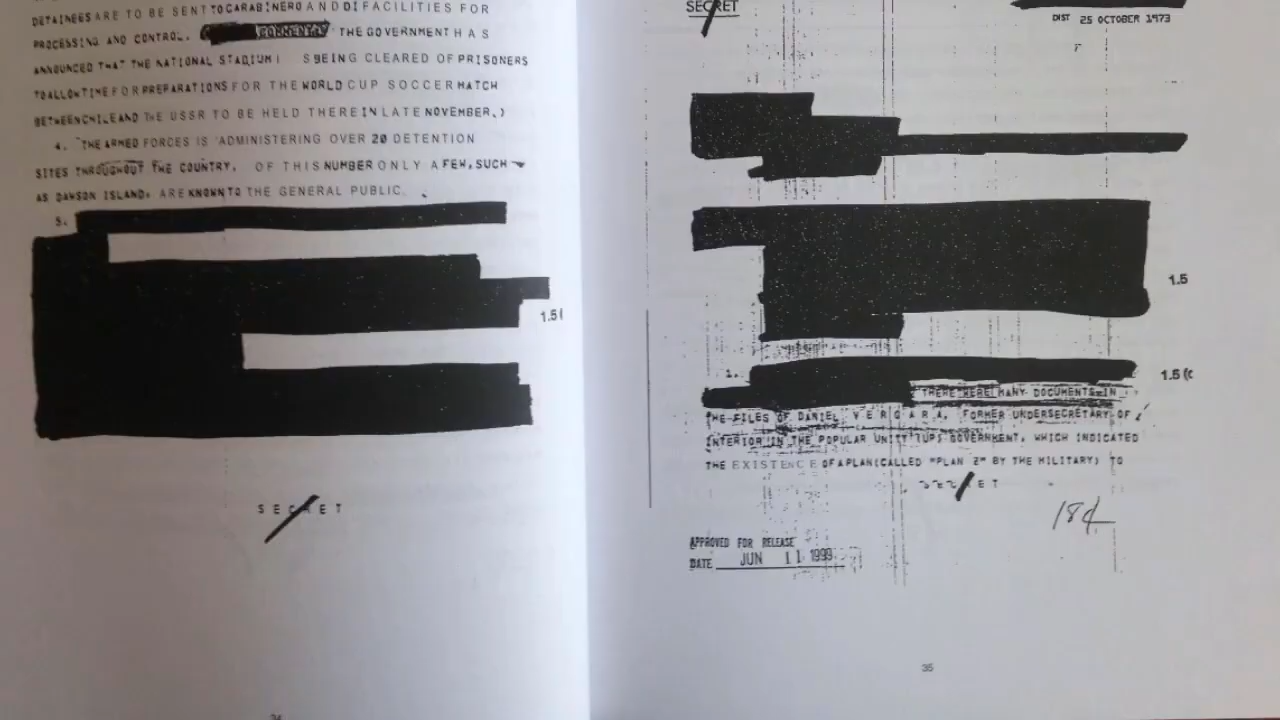 DETAINEES ARE TO BE SENT TO CARABINERO AND DI FACILITIES FOR
PROCESSING AND CONTROL. COMMENT: THE GOVERNMENT HAS
ANNOUNCED THAT THE NATIONAL STADIUM I S BEING CLEARED OF PRISONERS
TO ALLOW TIME FOR PREPARATIONS FOR THE WORLD CUP SOCCER MATCH
BETWEEN CHILE AND THE USSR TO BE HELD THERE IN LATE NOVEMBER.)
4. THE ARMED FORCES IS ADMINISTERING OVER 20 DETENTION
SITES THROUGHOUT THE COUNTRY. OF THIS NUMBER ONLY A FEW, SUCH
AS DAWSON ISLAND, ARE KNOWN TO THE GENERAL PUBLIC.
5.
1.5(
SECRET
34
SECRET
DIST 25 OCTOBER 1973
1.5
1.
1.5 (c
THERE WERE MANY DOCUMENTS IN
THE FILES OF DANIEL V E R G A R A, FORMER UNDERSECRETARY OF
INTERIOR IN THE POPULAR UNITY (UP) GOVERNMENT, WHICH INDICATED
THE EXISTENCE OF A PLAN (CALLED "PLAN Z" BY THE MILITARY) TO
SECRET
APPROVED FOR RELEASE
DATE JUN 11 1999
35